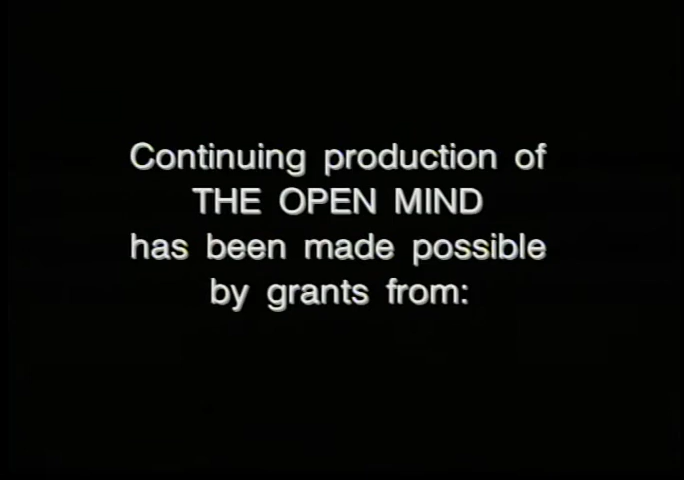 Continuing production of
THE OPEN MIND
has been made possible
by grants from: